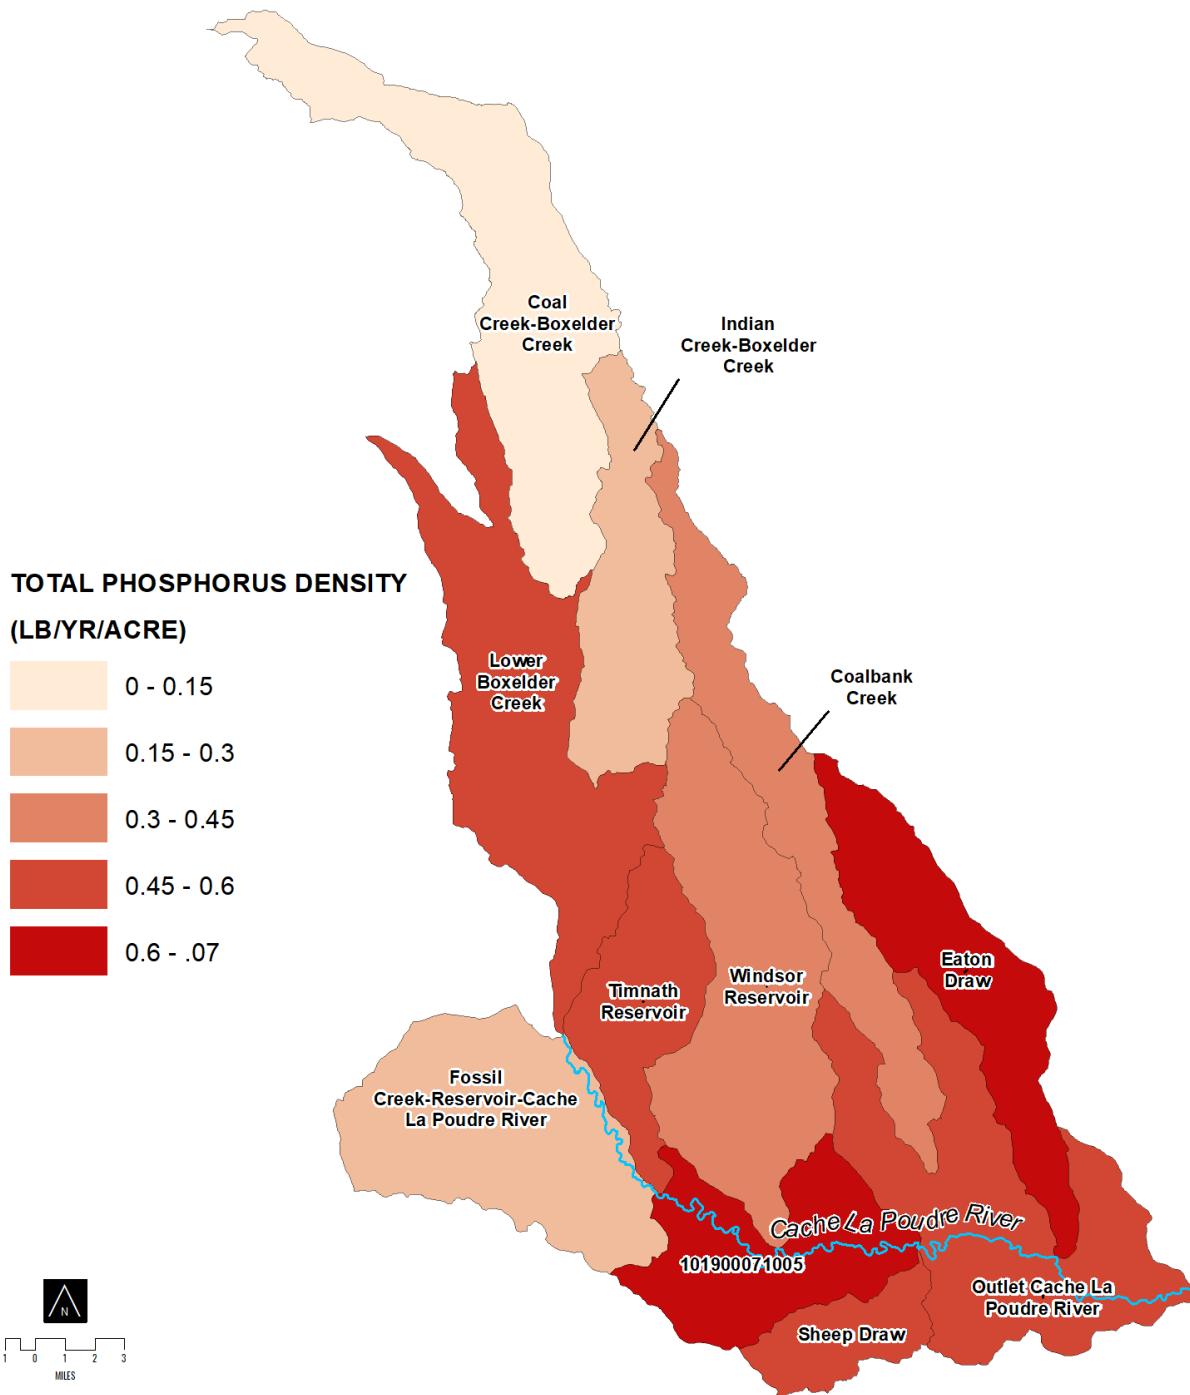 Coal
Creek-Boxelder
Creek
Indian
Creek-Boxelder
Creek
TOTAL PHOSPHORUS DENSITY
(LB/YR/ACRE)
0 - 0.15
0.15 - 0.3
0.3 - 0.45
0.45 - 0.6
0.6 - .07
Lower
Boxelder
Creek
Coalbank
Creek
Eaton
Draw
Timnath
Reservoir
Windsor
Reservoir
Fossil
Creek-Reservoir-Cache
La Poudre River
Cache La Poudre River
101900071005
Outlet Cache La
Poudre River
Sheep Draw
N
1 0 1 2 3
MILES